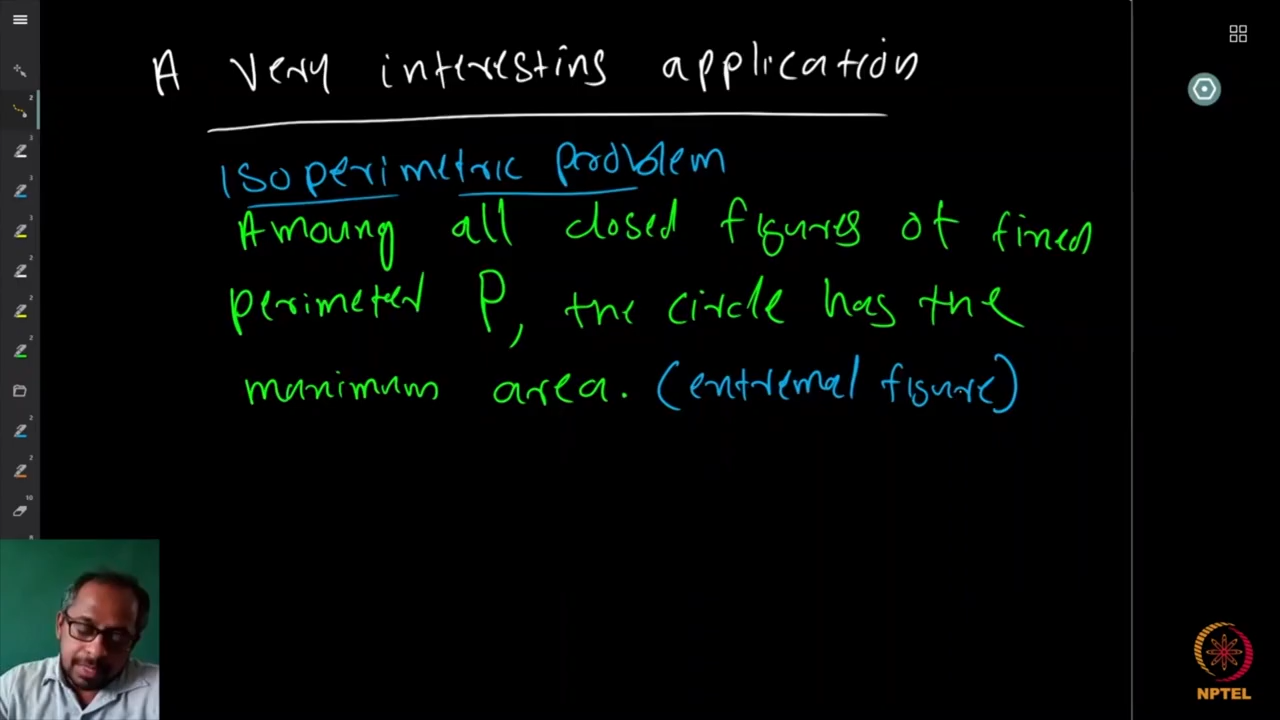 A very interesting application
Isoperimetric problem
Amoung all closed figures of fixed
perimeter P, the circle has the
maximum area. (extremal figure)
NPTEL